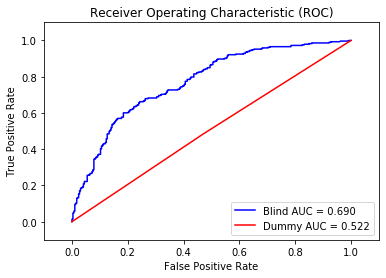 Receiver Operating Characteristic (ROC)
True Positive Rate
1.0
0.8
0.6
0.4
0.2
0.0
0.0 0.2 0.4 0.6 0.8 1.0
False Positive Rate
Blind AUC = 0.690
Dummy AUC = 0.522